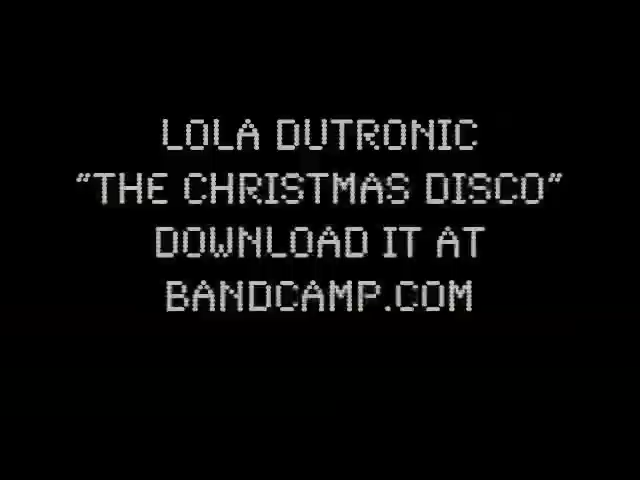 LOLA DUTRONIC
"THE CHRISTMAS DISCO"
DOWNLOAD IT AT
BANDCAMP.COM